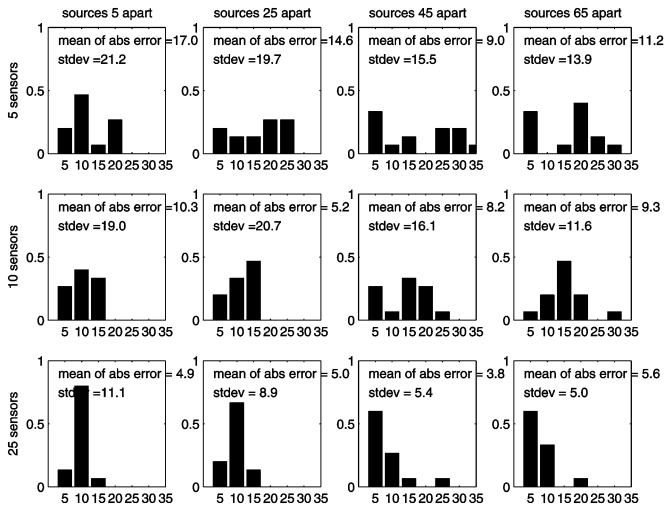 sources 5 apart sources 25 apart sources 45 apart sources 65 apart
1 1 1 1
mean of abs error =17.0 mean of abs error =14.6 mean of abs error = 9.0 mean of abs error =11.2
stdev =21.2 stdev =19.7 stdev =15.5 stdev =13.9
5 sensors
0.5 0.5 0.5 0.5
0 0 0 0
5 10 15 20 25 30 35 5 10 15 20 25 30 35 5 10 15 20 25 30 35 5 10 15 20 25 30 35
1 1 1 1
mean of abs error =10.3 mean of abs error = 5.2 mean of abs error = 8.2 mean of abs error = 9.3
stdev =19.0 stdev =20.7 stdev =16.1 stdev =11.6
10 sensors
0.5 0.5 0.5 0.5
0 0 0 0
5 10 15 20 25 30 35 5 10 15 20 25 30 35 5 10 15 20 25 30 35 5 10 15 20 25 30 35
1 1 1 1
mean of abs error = 4.9 mean of abs error = 5.0 mean of abs error = 3.8 mean of abs error = 5.6
stdev =11.1 stdev = 8.9 stdev = 5.4 stdev = 5.0
25 sensors
0.5 0.5 0.5 0.5
0 0 0 0
5 10 15 20 25 30 35 5 10 15 20 25 30 35 5 10 15 20 25 30 35 5 10 15 20 25 30 35